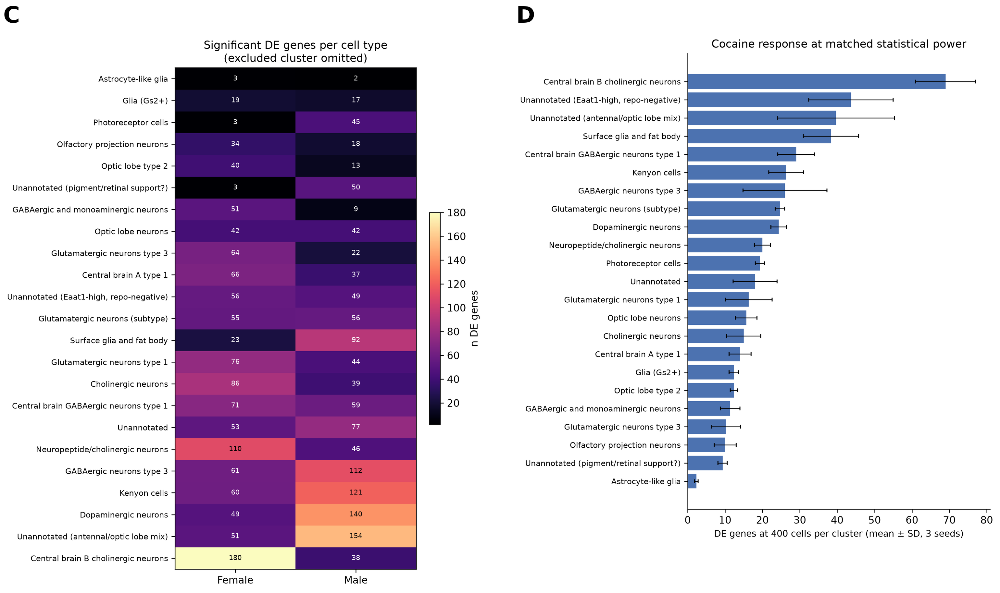 C
Significant DE genes per cell type
(excluded cluster omitted)
Astrocyte-like glia 3 2
Glia (Gs2+) 19 17
Photoreceptor cells 3 45
Olfactory projection neurons 34 18
Optic lobe type 2 40 13
Unannotated (pigment/retinal support?) 3 50
GABAergic and monoaminergic neurons 51 9
Optic lobe neurons 42 42
Glutamatergic neurons type 3 64 22
Central brain A type 1 66 37
Unannotated (Eaat1-high, repo-negative) 56 49
Glutamatergic neurons (subtype) 55 56
Surface glia and fat body 23 92
Glutamatergic neurons type 1 76 44
Cholinergic neurons 86 39
Central brain GABAergic neurons type 1 71 59
Unannotated 53 77
Neuropeptide/cholinergic neurons 110 46
GABAergic neurons type 3 61 112
Kenyon cells 60 121
Dopaminergic neurons 49 140
Unannotated (antennal/optic lobe mix) 51 154
Central brain B cholinergic neurons 180 38
Female Male
180
160
140
120
100
80
60
40
20
n DE genes
D
Cocaine response at matched statistical power
Central brain B cholinergic neurons
Unannotated (Eaat1-high, repo-negative)
Unannotated (antennal/optic lobe mix)
Surface glia and fat body
Central brain GABAergic neurons type 1
Kenyon cells
GABAergic neurons type 3
Glutamatergic neurons (subtype)
Dopaminergic neurons
Neuropeptide/cholinergic neurons
Photoreceptor cells
Unannotated
Glutamatergic neurons type 1
Optic lobe neurons
Cholinergic neurons
Central brain A type 1
Glia (Gs2+)
Optic lobe type 2
GABAergic and monoaminergic neurons
Glutamatergic neurons type 3
Olfactory projection neurons
Unannotated (pigment/retinal support?)
Astrocyte-like glia
0 10 20 30 40 50 60 70 80
DE genes at 400 cells per cluster (mean ± SD, 3 seeds)